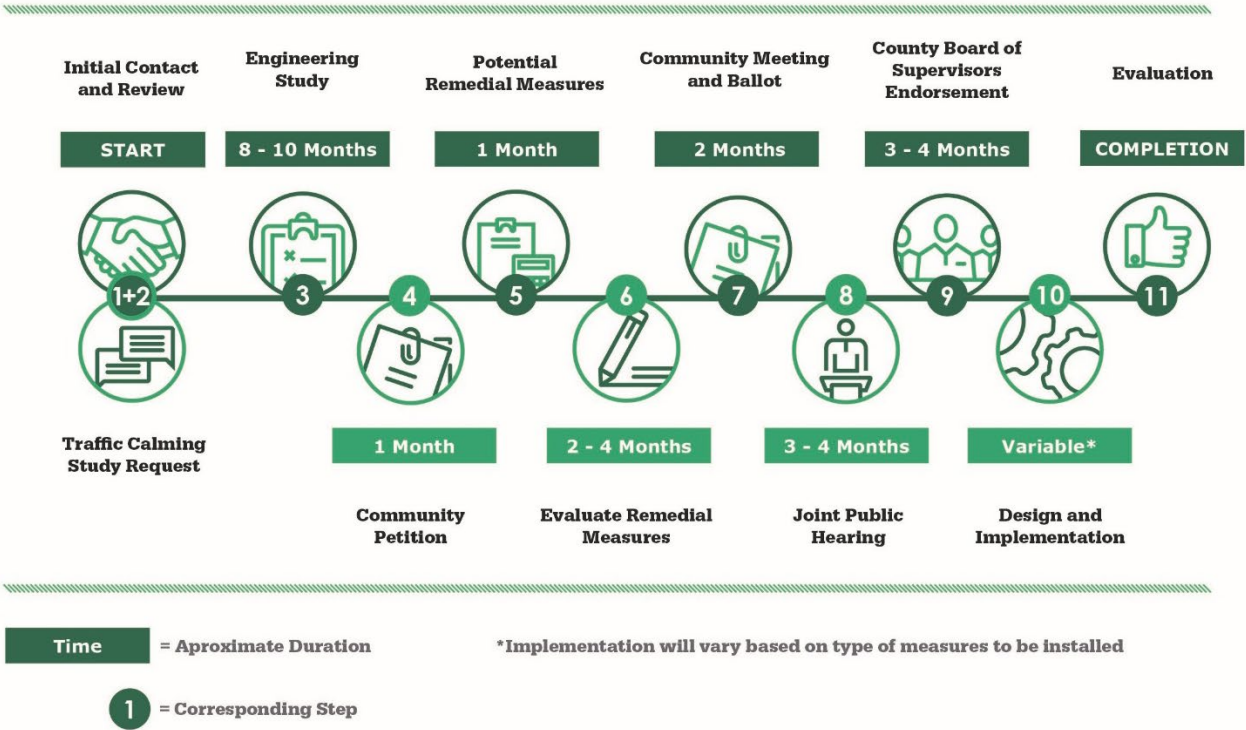 Initial Contact
and Review
START
Engineering
Study
8 - 10 Months
Potential
Remedial Measures
1 Month
Community Meeting
and Ballot
2 Months
County Board of
Supervisors
Endorsement
3 - 4 Months
Evaluation
COMPLETION
1+2
3
4
5
6
7
8
9
10
11
Traffic Calming
Study Request
1 Month
Community
Petition
2 - 4 Months
Evaluate Remedial
Measures
3 - 4 Months
Joint Public
Hearing
Variable*
Design and
Implementation
Time
= Aproximate Duration
*Implementation will vary based on type of measures to be installed
1
= Corresponding Step